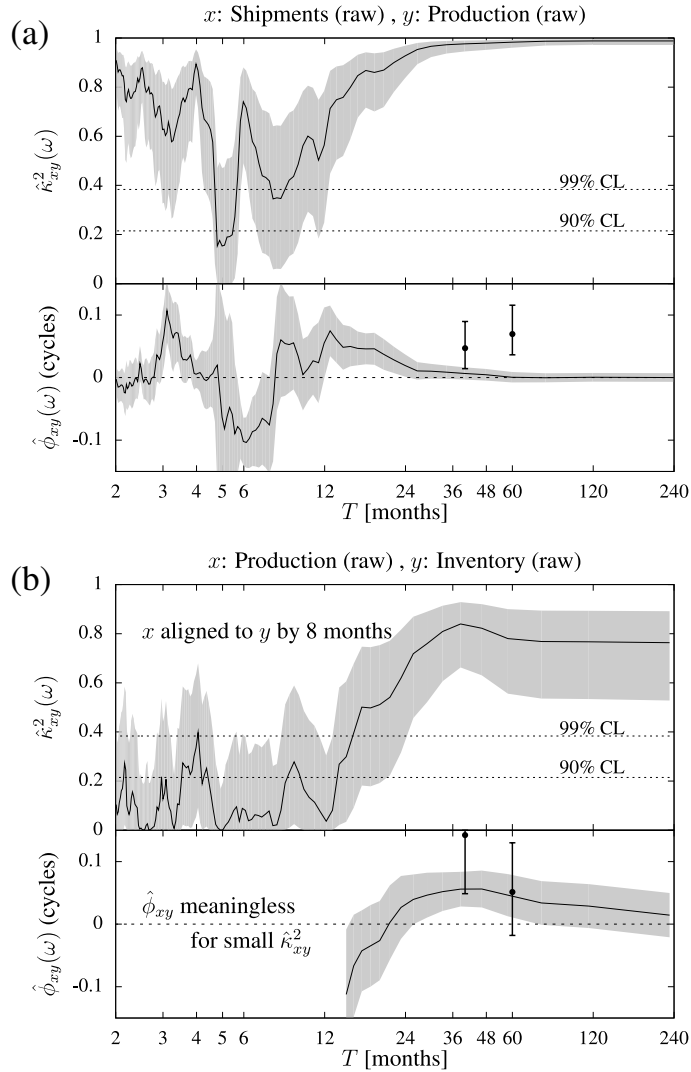 (a)
x: Shipments (raw) , y: Production (raw)
1
0.8
0.6
0.4
0.2
0
κ̂²xy(ω)
99% CL
90% CL
0.1
0
-0.1
ϕ̂xy(ω) (cycles)
2 3 4 5 6 12 24 36 48 60 120 240
T [months]
(b)
x: Production (raw) , y: Inventory (raw)
1
0.8
0.6
0.4
0.2
0
κ̂²xy(ω)
x aligned to y by 8 months
99% CL
90% CL
0.1
0
-0.1
ϕ̂xy(ω) (cycles)
ϕ̂xy meaningless
for small κ̂²xy
2 3 4 5 6 12 24 36 48 60 120 240
T [months]